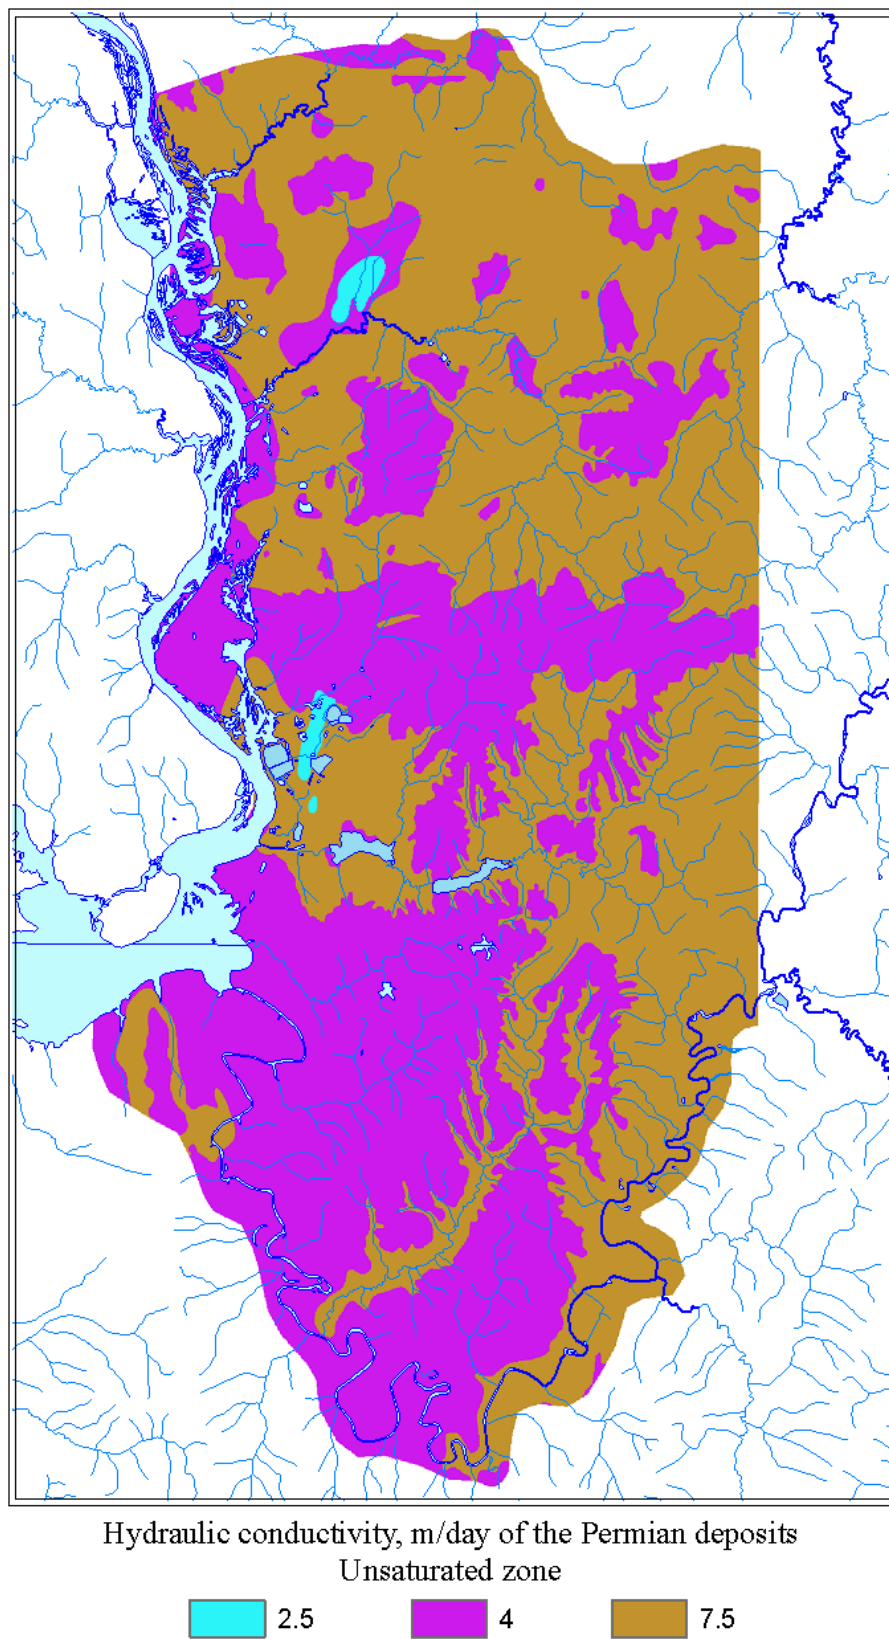 Hydraulic conductivity, m/day of the Permian deposits
Unsaturated zone
2.5 4 7.5